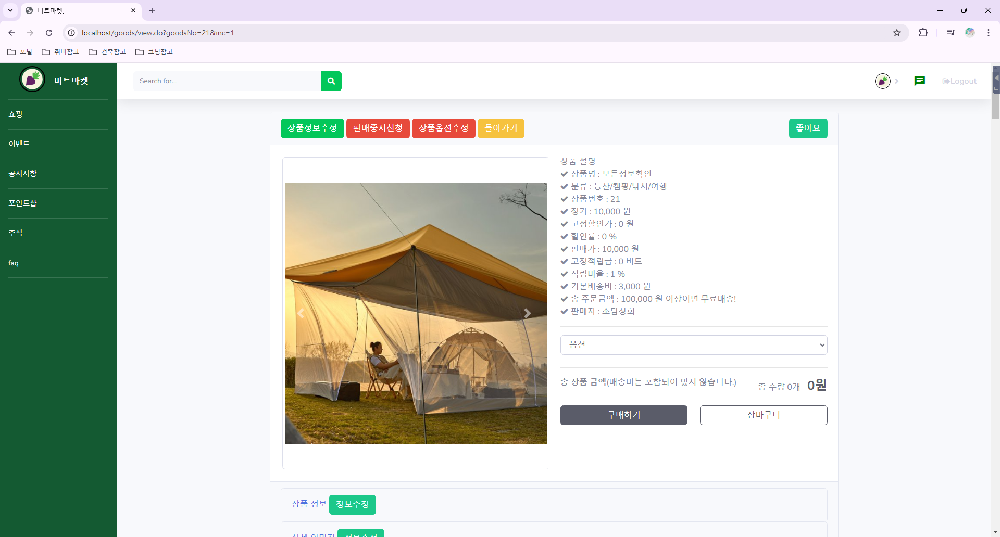 비트마켓:
localhost/goods/view.do?goodsNo=21&inc=1
포털
취미참고
건축참고
코딩참고
비트마켓
Search for...
Logout
쇼핑
이벤트
공지사항
포인트샵
주식
faq
상품정보수정
판매중지신청
상품옵션수정
돌아가기
좋아요
상품 설명
상품명 : 모든정보확인
분류 : 등산/캠핑/낚시/여행
상품번호 : 21
정가 : 10,000 원
고정할인가 : 0 원
할인률 : 0 %
판매가 : 10,000 원
고정적립금 : 0 비트
적립비율 : 1 %
기본배송비 : 3,000 원
총 주문금액 : 100,000 원 이상이면 무료배송!
판매자 : 소담상회
옵션
총 상품 금액(배송비는 포함되어 있지 않습니다.)
총 수량 0개
0원
구매하기
장바구니
상품 정보
정보수정
상세 이미지
정보수정